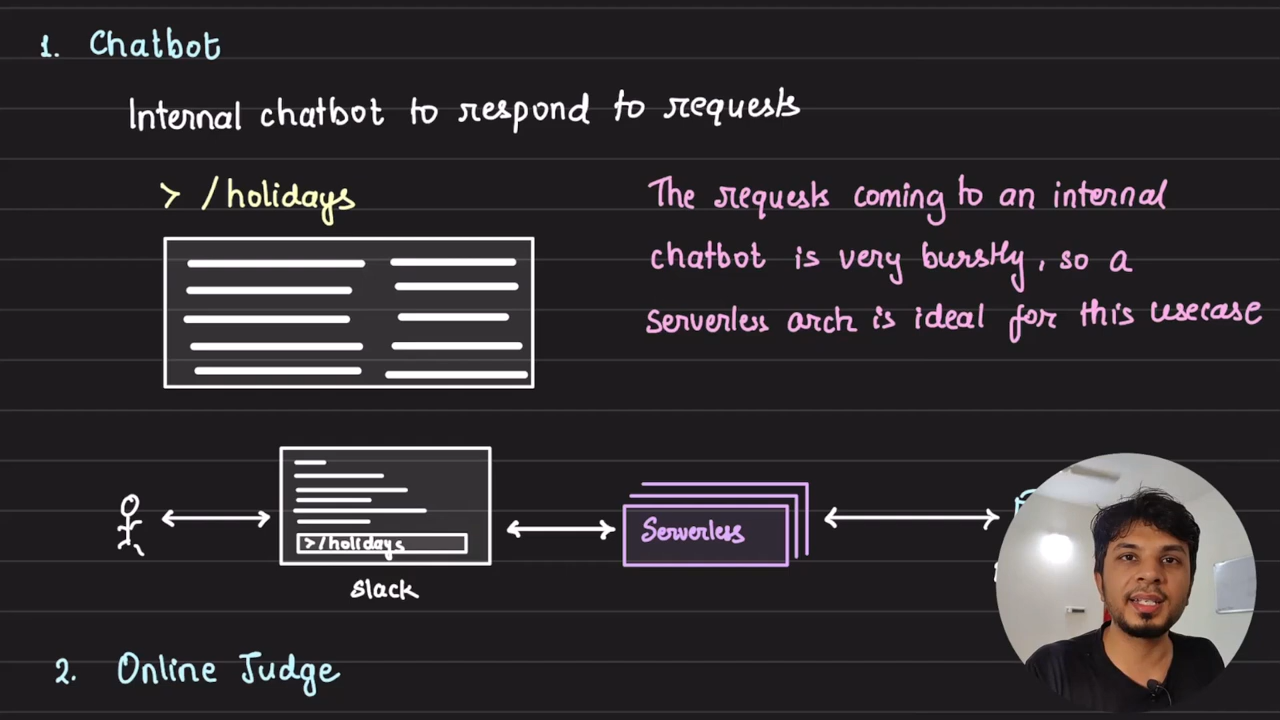 1. Chatbot
Internal chatbot to respond to requests
> /holidays
The requests coming to an internal
chatbot is very burstly, so a
serverless arch is ideal for this usecase
>/holidays
Slack
Serverless
2. Online Judge